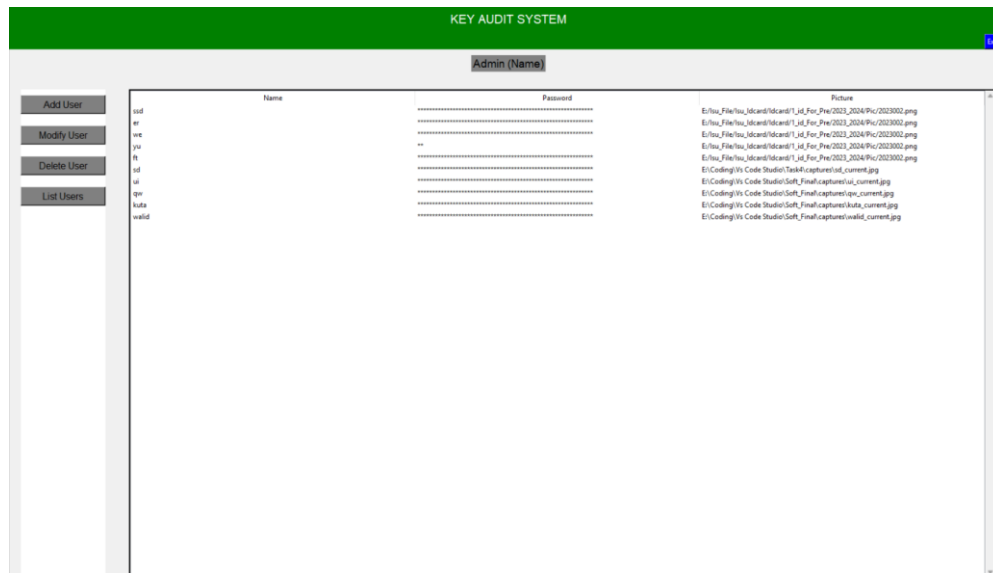 KEY AUDIT SYSTEM
Admin (Name)
Add User
Modify User
Delete User
List Users
Name Password Picture
ssd ************************************************************ E:/Isu_File/Isu_Idcard/Idcard/1_id_For_Pre/2023_2024/Pic/2023002.png
er ************************************************************ E:/Isu_File/Isu_Idcard/Idcard/1_id_For_Pre/2023_2024/Pic/2023002.png
we ************************************************************ E:/Isu_File/Isu_Idcard/Idcard/1_id_For_Pre/2023_2024/Pic/2023002.png
yu ** E:/Isu_File/Isu_Idcard/Idcard/1_id_For_Pre/2023_2024/Pic/2023002.png
ft ************************************************************ E:/Isu_File/Isu_Idcard/Idcard/1_id_For_Pre/2023_2024/Pic/2023002.png
sd ************************************************************ E:\Coding\Vs Code Studio\Task4\captures\sd_current.jpg
ui ************************************************************ E:\Coding\Vs Code Studio\Soft_Final\captures\ui_current.jpg
qw ************************************************************ E:\Coding\Vs Code Studio\Soft_Final\captures\qw_current.jpg
kuta ************************************************************ E:\Coding\Vs Code Studio\Soft_Final\captures\kuta_current.jpg
walid ************************************************************ E:\Coding\Vs Code Studio\Soft_Final\captures\walid_current.jpg